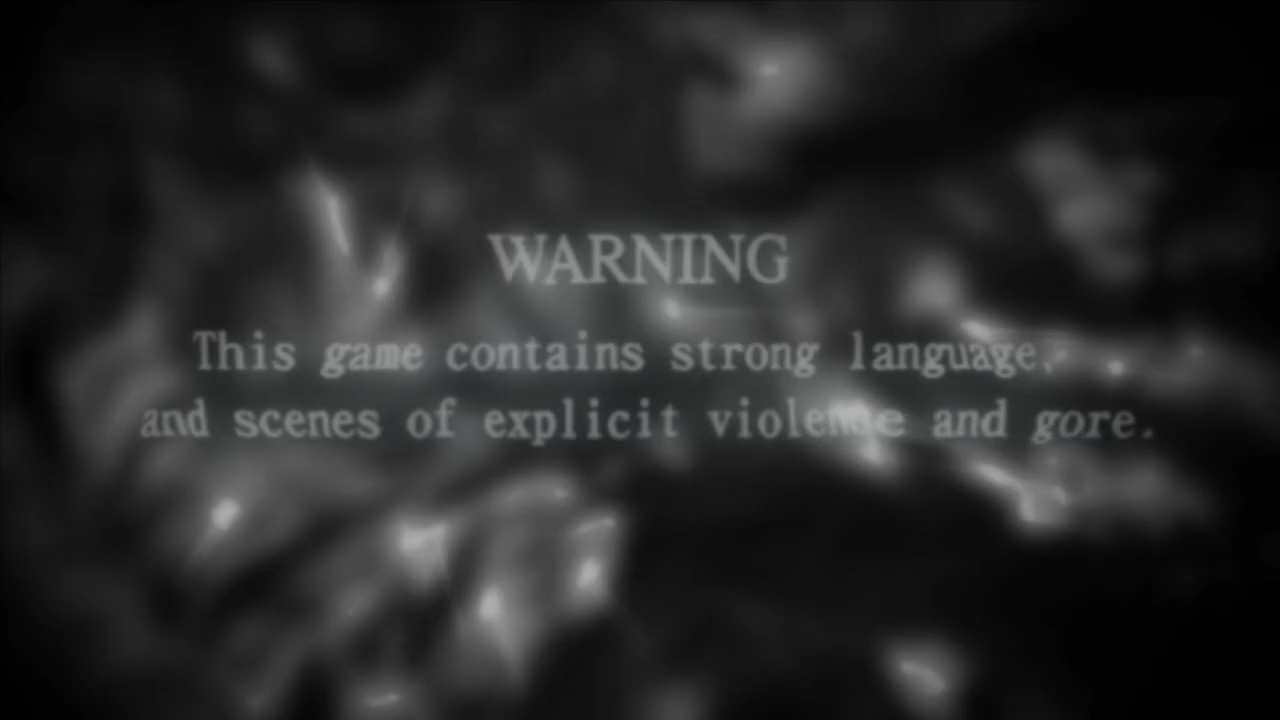 WARNING
This game contains strong language,
and scenes of explicit violence and gore.